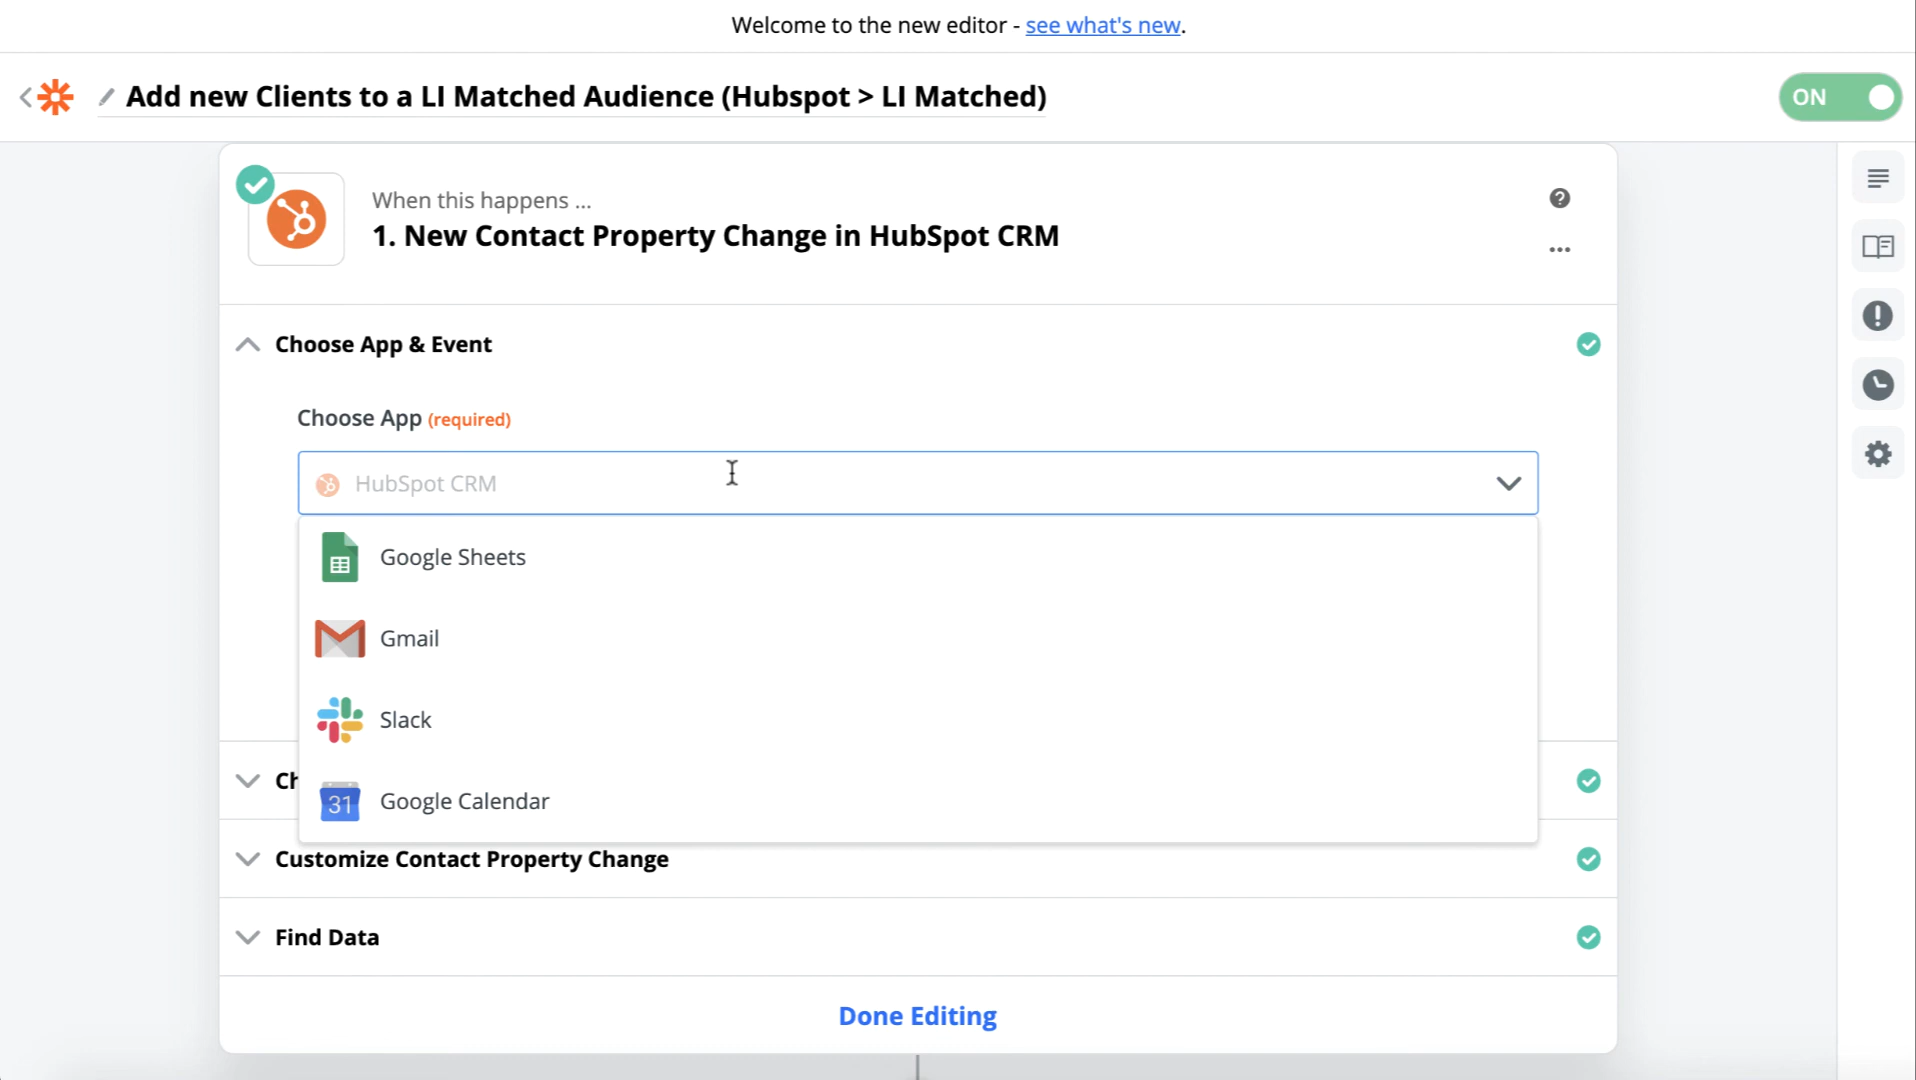 Welcome to the new editor - see what's new.
Add new Clients to a LI Matched Audience (Hubspot > LI Matched)
ON
When this happens ...
1. New Contact Property Change in HubSpot CRM
Choose App & Event
Choose App (required)
HubSpot CRM
Google Sheets
Gmail
Slack
Ch
31
Google Calendar
Customize Contact Property Change
Find Data
Done Editing